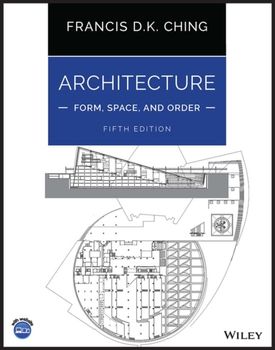 FRANCIS D.K. CHING
ARCHITECTURE
FORM, SPACE, AND ORDER
FIFTH EDITION
WILEY